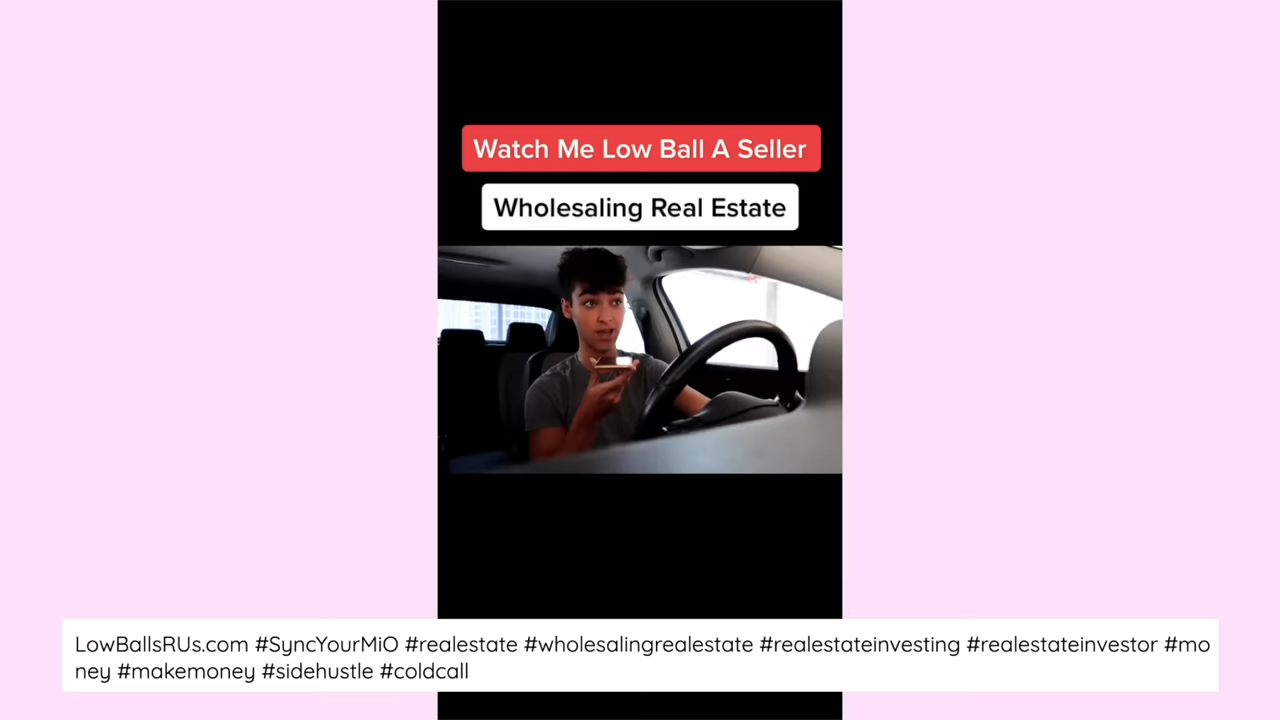 Watch Me Low Ball A Seller
Wholesaling Real Estate
LowBallsRUs.com #SyncYourMiO #realestate #wholesalingrealestate #realestateinvesting #realestateinvestor #mo
ney #makemoney #sidehustle #coldcall